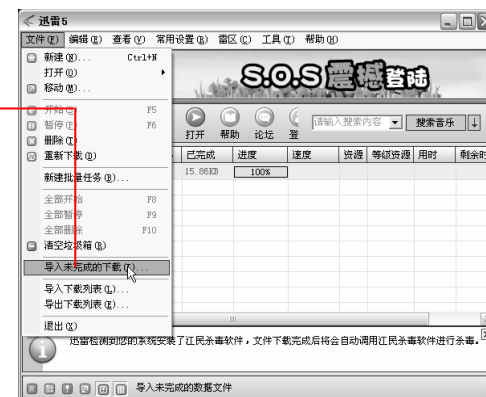 迅雷5
文件(F) 编辑(E) 查看(V) 常用设置(R) 雷区(C) 工具(T) 帮助(H)
新建(N)... Ctrl+N
打开(O)
移动(M)...
开始(S) F5
暂停(P) F6
删除(T)
重新下载(D)
新建批量任务(B)...
全部开始 F8
全部暂停 F9
全部删除 F10
清空垃圾箱(R)
导入未完成的下载
导入下载列表(L)...
导出下载列表(E)...
退出(X)
S.O.S震撼登陆
打开 帮助 论坛 登
请输入搜索内容 搜索音乐
已完成 进度 速度 资源 等候资源 用时 剩余时
15.86KB 100%
迅雷检测到您的系统安装了江民杀毒软件，文件下载完成后将会自动调用江民杀毒软件进行杀毒。
导入未完成的数据文件